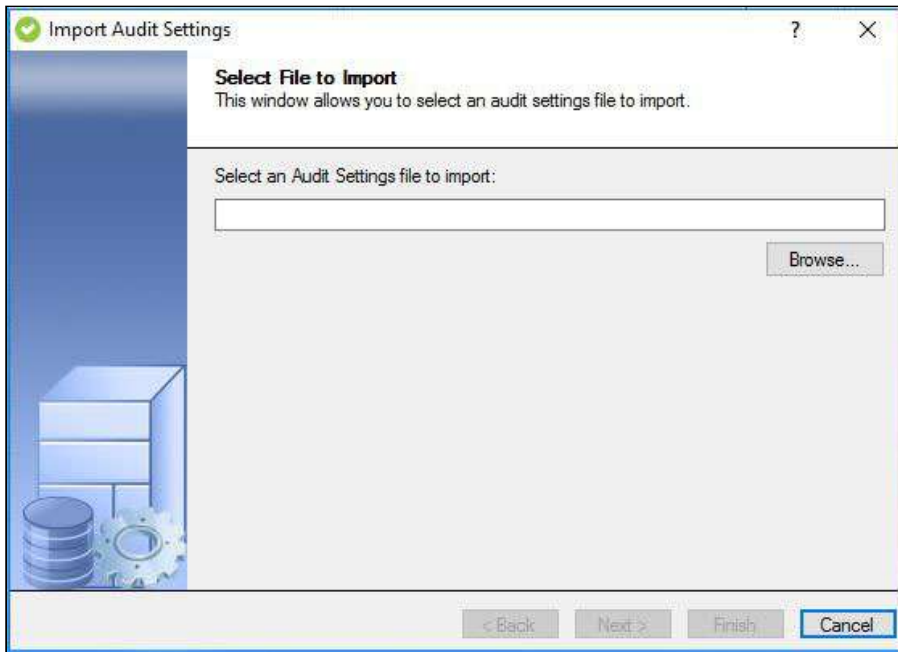 Import Audit Settings ?
Select File to Import
This window allows you to select an audit settings file to import.
Select an Audit Settings file to import:
Browse...
< Back Next > Finish Cancel